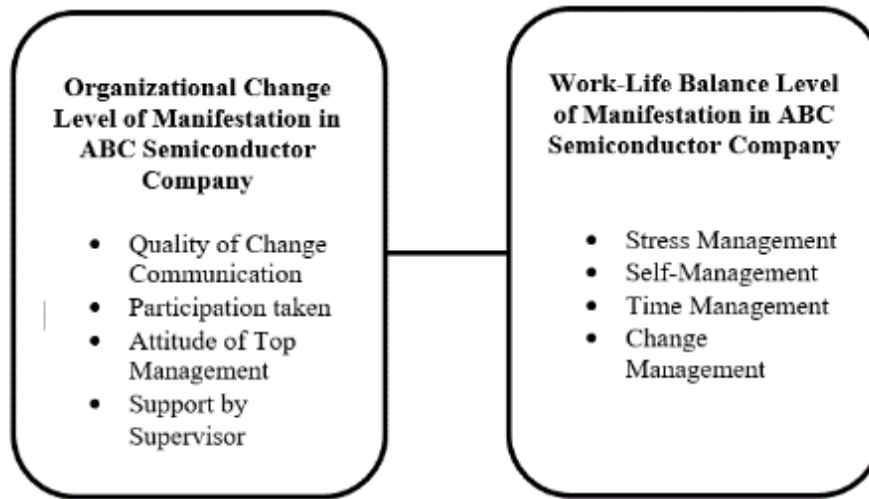 Organizational Change
Level of Manifestation in
ABC Semiconductor
Company
• Quality of Change
Communication
• Participation taken
• Attitude of Top
Management
• Support by
Supervisor
Work-Life Balance Level
of Manifestation in ABC
Semiconductor Company
• Stress Management
• Self-Management
• Time Management
• Change
Management